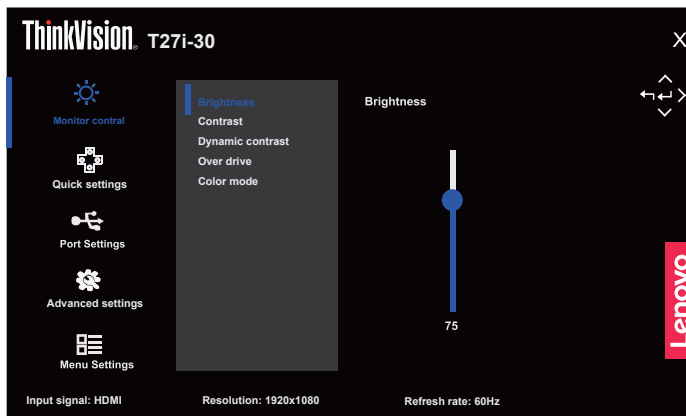 ThinkVision® T27i-30
X
Monitor contral
Quick settings
Port Settings
Advanced settings
Menu Settings
Brightness
Contrast
Dynamic contrast
Over drive
Color mode
Brightness
75
Lenovo
Input signal: HDMI
Resolution: 1920x1080
Refresh rate: 60Hz